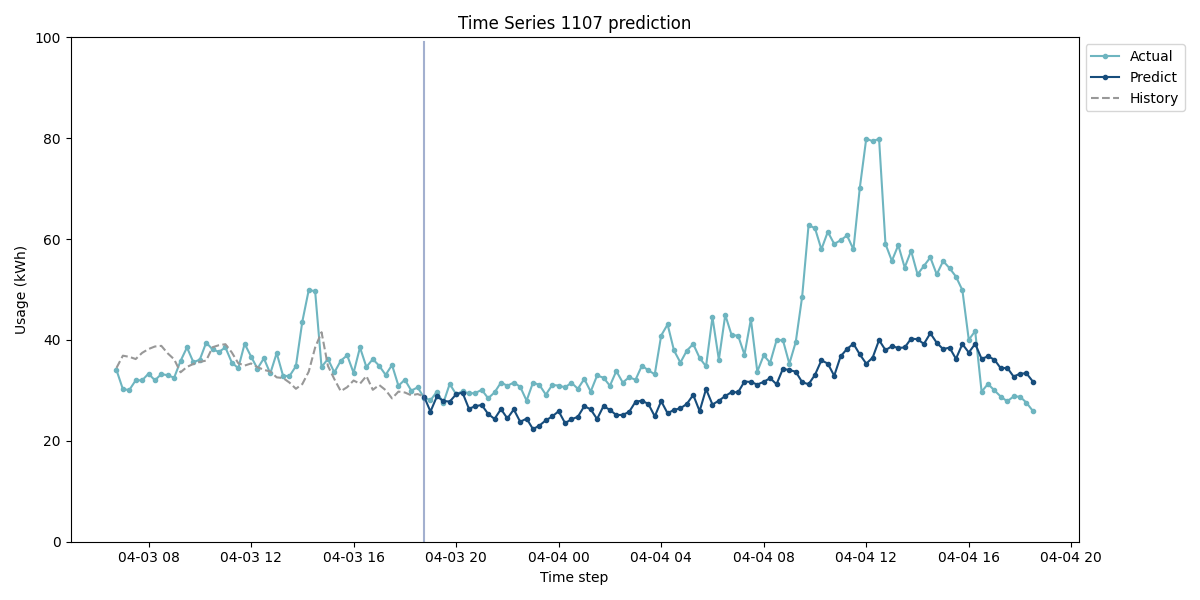 Time Series 1107 prediction
100
80
60
40
20
0
Usage (kWh)
04-03 08
04-03 12
04-03 16
04-03 20
04-04 00
04-04 04
04-04 08
04-04 12
04-04 16
04-04 20
Time step
Actual
Predict
History